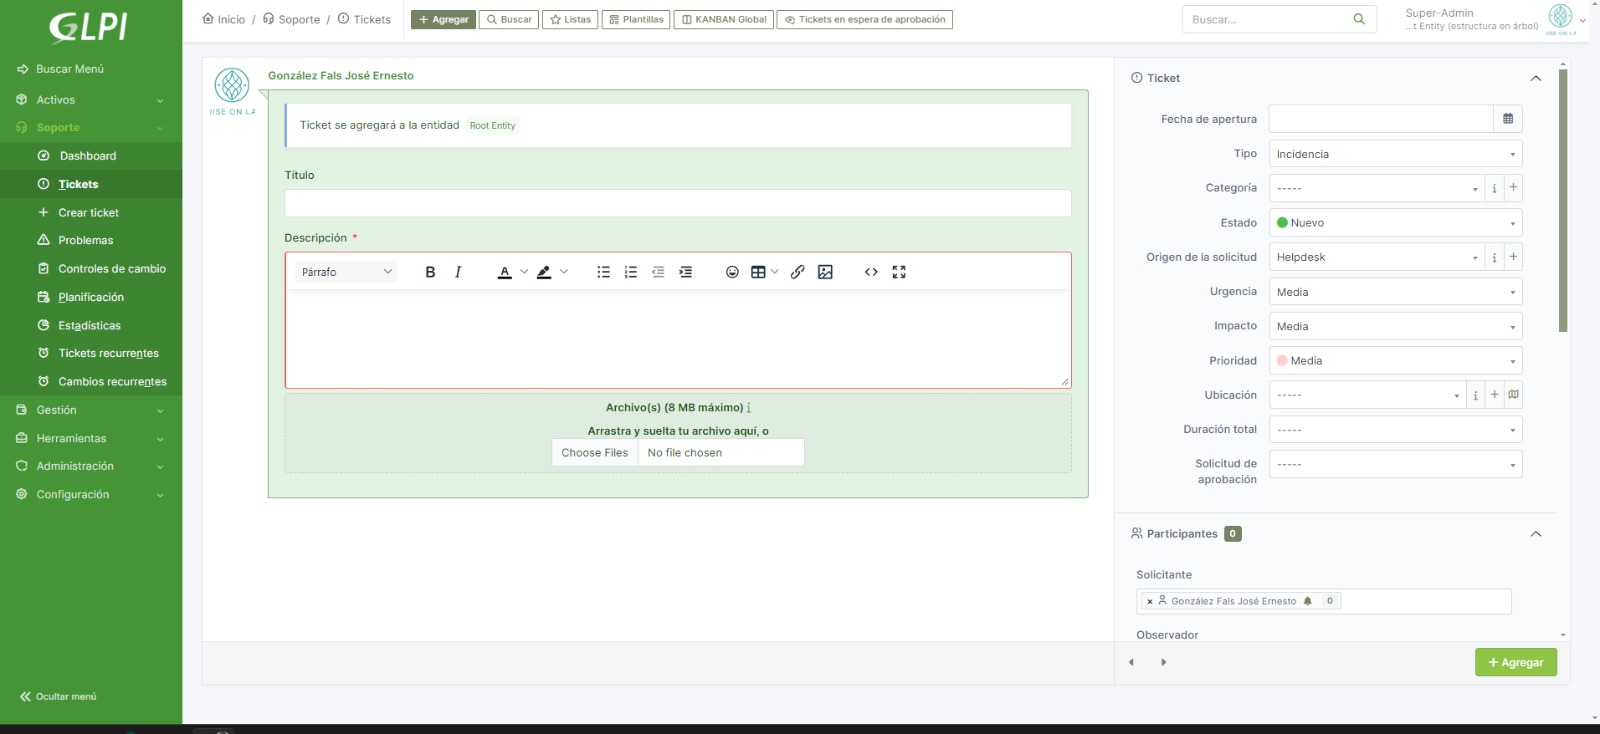 GLPI
Buscar Menú
Activos
Soporte
Dashboard
Tickets
Crear ticket
Problemas
Controles de cambio
Planificación
Estadísticas
Tickets recurrentes
Cambios recurrentes
Gestión
Herramientas
Administración
Configuración
Ocultar menú
Inicio / Soporte / Tickets
Agregar
Buscar
Listas
Plantillas
KANBAN Global
Tickets en espera de aprobación
Buscar...
Super-Admin
...t Entity (estructura en árbol)
González Fals José Ernesto
Ticket se agregará a la entidad Root Entity
Título
Descripción *
Párrafo
Archivo(s) (8 MB máximo)
Arrastra y suelta tu archivo aquí, o
Choose Files No file chosen
Ticket
Fecha de apertura
Tipo Incidencia
Categoría -----
Estado Nuevo
Origen de la solicitud Helpdesk
Urgencia Media
Impacto Media
Prioridad Media
Ubicación -----
Duración total -----
Solicitud de
aprobación -----
Participantes 0
Solicitante
× González Fals José Ernesto 0
Observador
+ Agregar